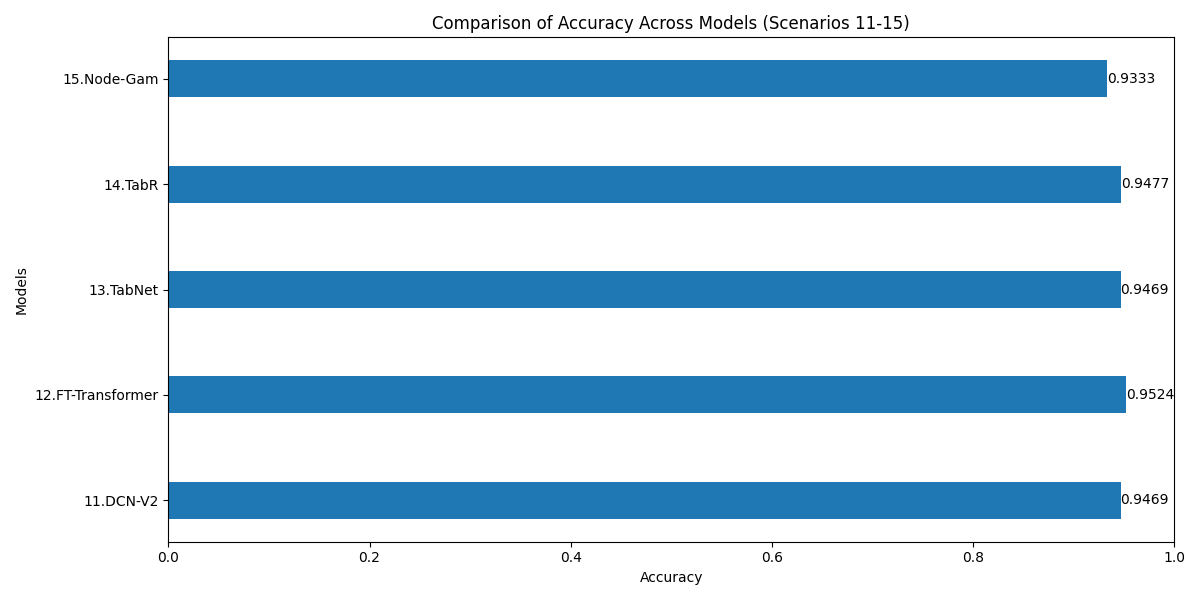 Comparison of Accuracy Across Models (Scenarios 11-15)
Models
15.Node-Gam
0.9333
14.TabR
0.9477
13.TabNet
0.9469
12.FT-Transformer
0.9524
11.DCN-V2
0.9469
0.0 0.2 0.4 0.6 0.8 1.0
Accuracy